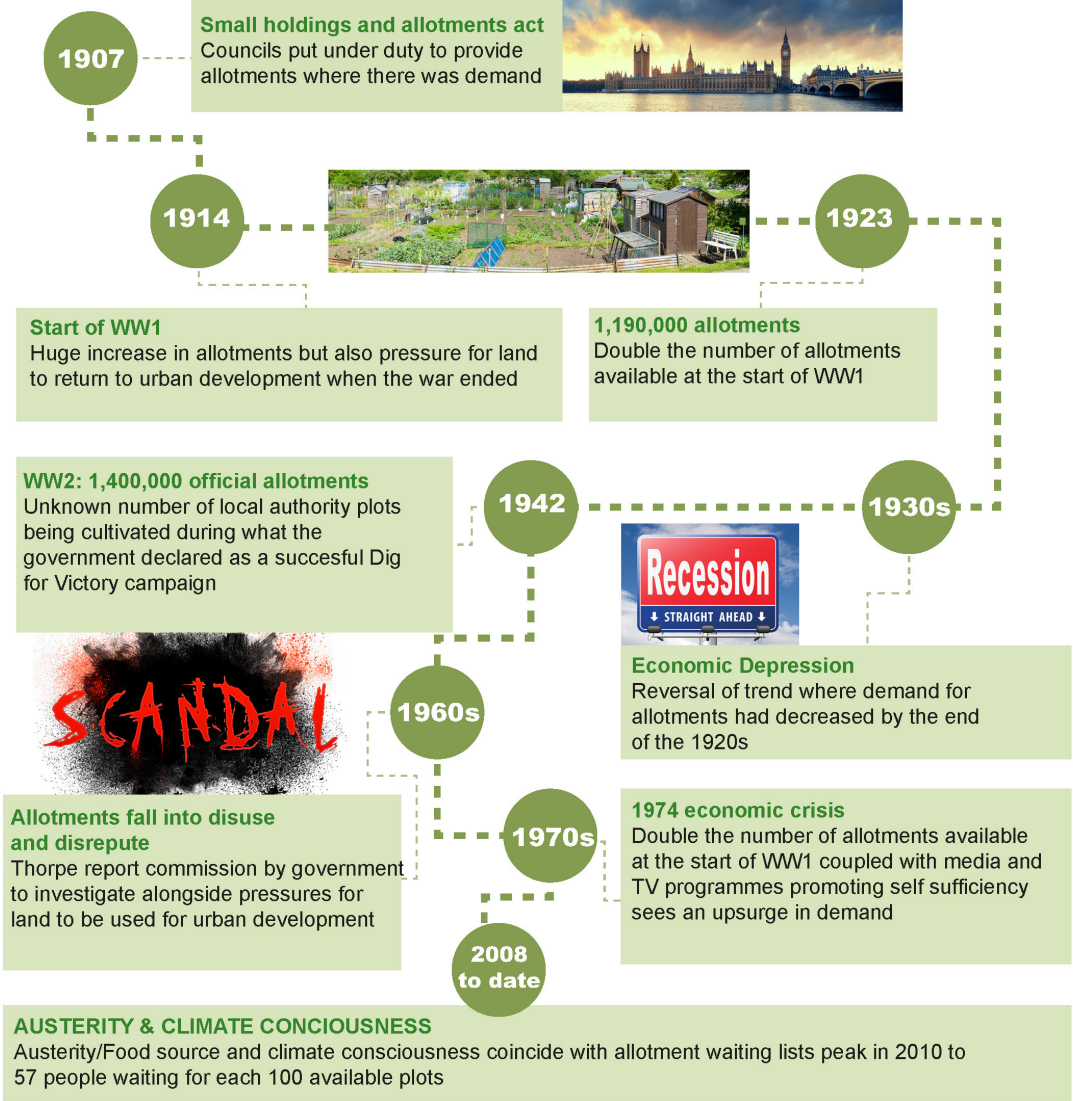 1907
Small holdings and allotments act
Councils put under duty to provide
allotments where there was demand
1914
1923
Start of WW1
Huge increase in allotments but also pressure for land
to return to urban development when the war ended
1,190,000 allotments
Double the number of allotments
available at the start of WW1
WW2: 1,400,000 official allotments
Unknown number of local authority plots
being cultivated during what the
government declared as a succesful Dig
for Victory campaign
1942
1930s
Recession
STRAIGHT AHEAD
Economic Depression
Reversal of trend where demand for
allotments had decreased by the end
of the 1920s
SCANDAL
1960s
Allotments fall into disuse
and disrepute
Thorpe report commission by government
to investigate alongside pressures for
land to be used for urban development
1970s
1974 economic crisis
Double the number of allotments available
at the start of WW1 coupled with media and
TV programmes promoting self sufficiency
sees an upsurge in demand
2008
to date
AUSTERITY & CLIMATE CONCIOUSNESS
Austerity/Food source and climate consciousness coincide with allotment waiting lists peak in 2010 to
57 people waiting for each 100 available plots